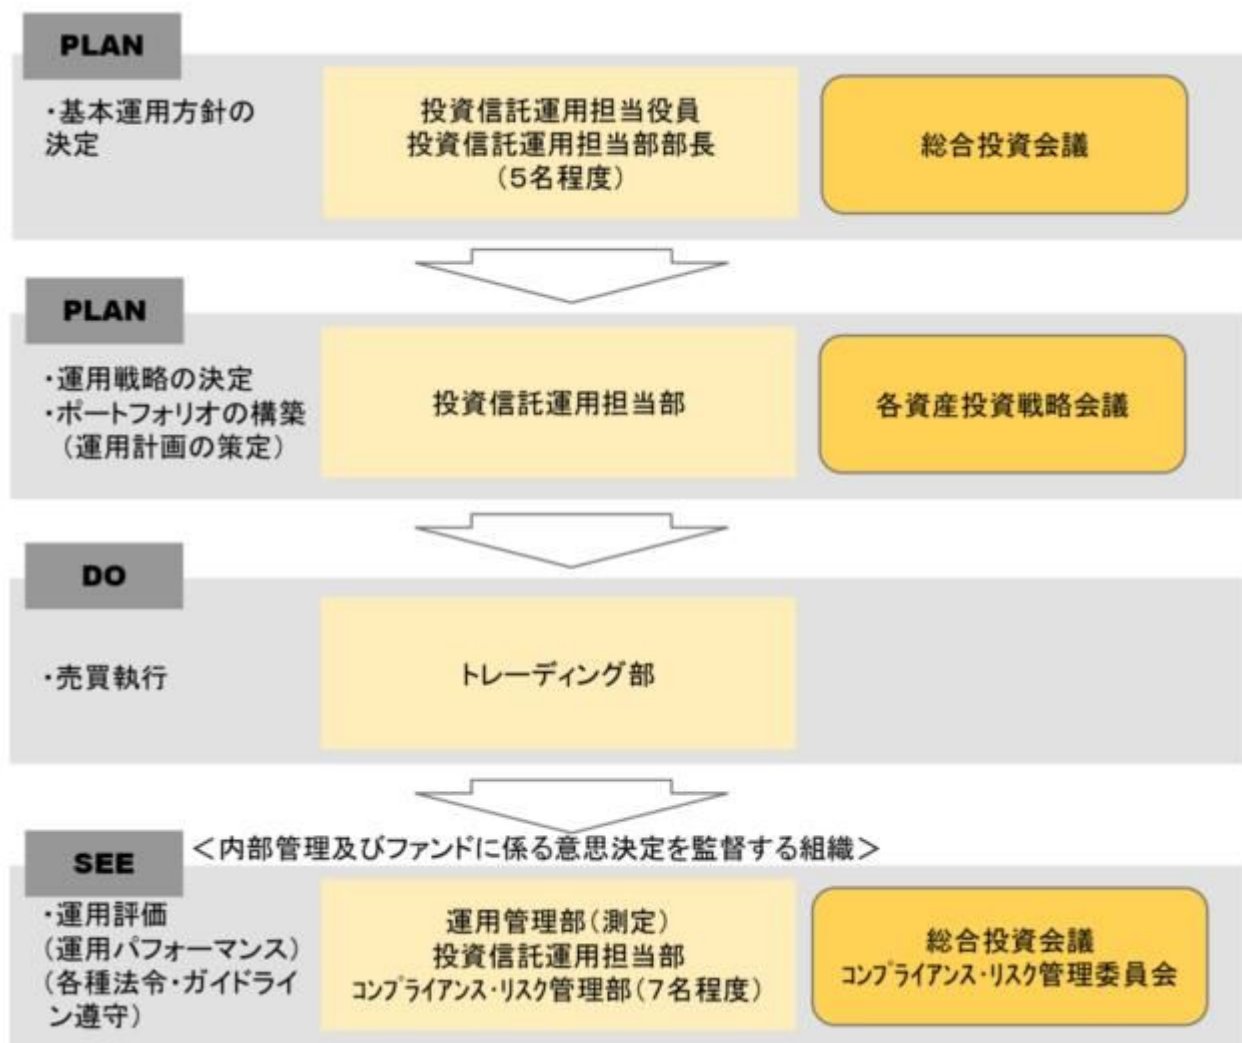 PLAN
・基本運用方針の
決定
投資信託運用担当役員
投資信託運用担当部部長
(5名程度)
総合投資会議
PLAN
・運用戦略の決定
・ポートフォリオの構築
(運用計画の策定)
投資信託運用担当部
各資産投資戦略会議
DO
・売買執行
トレーディング部
SEE
＜内部管理及びファンドに係る意思決定を監督する組織＞
・運用評価
(運用パフォーマンス)
(各種法令・ガイドライ
ン遵守)
運用管理部(測定)
投資信託運用担当部
ｺﾝﾌﾟﾗｲｱﾝｽ・ﾘｽｸ管理部(7名程度)
総合投資会議
ｺﾝﾌﾟﾗｲｱﾝｽ・ﾘｽｸ管理委員会